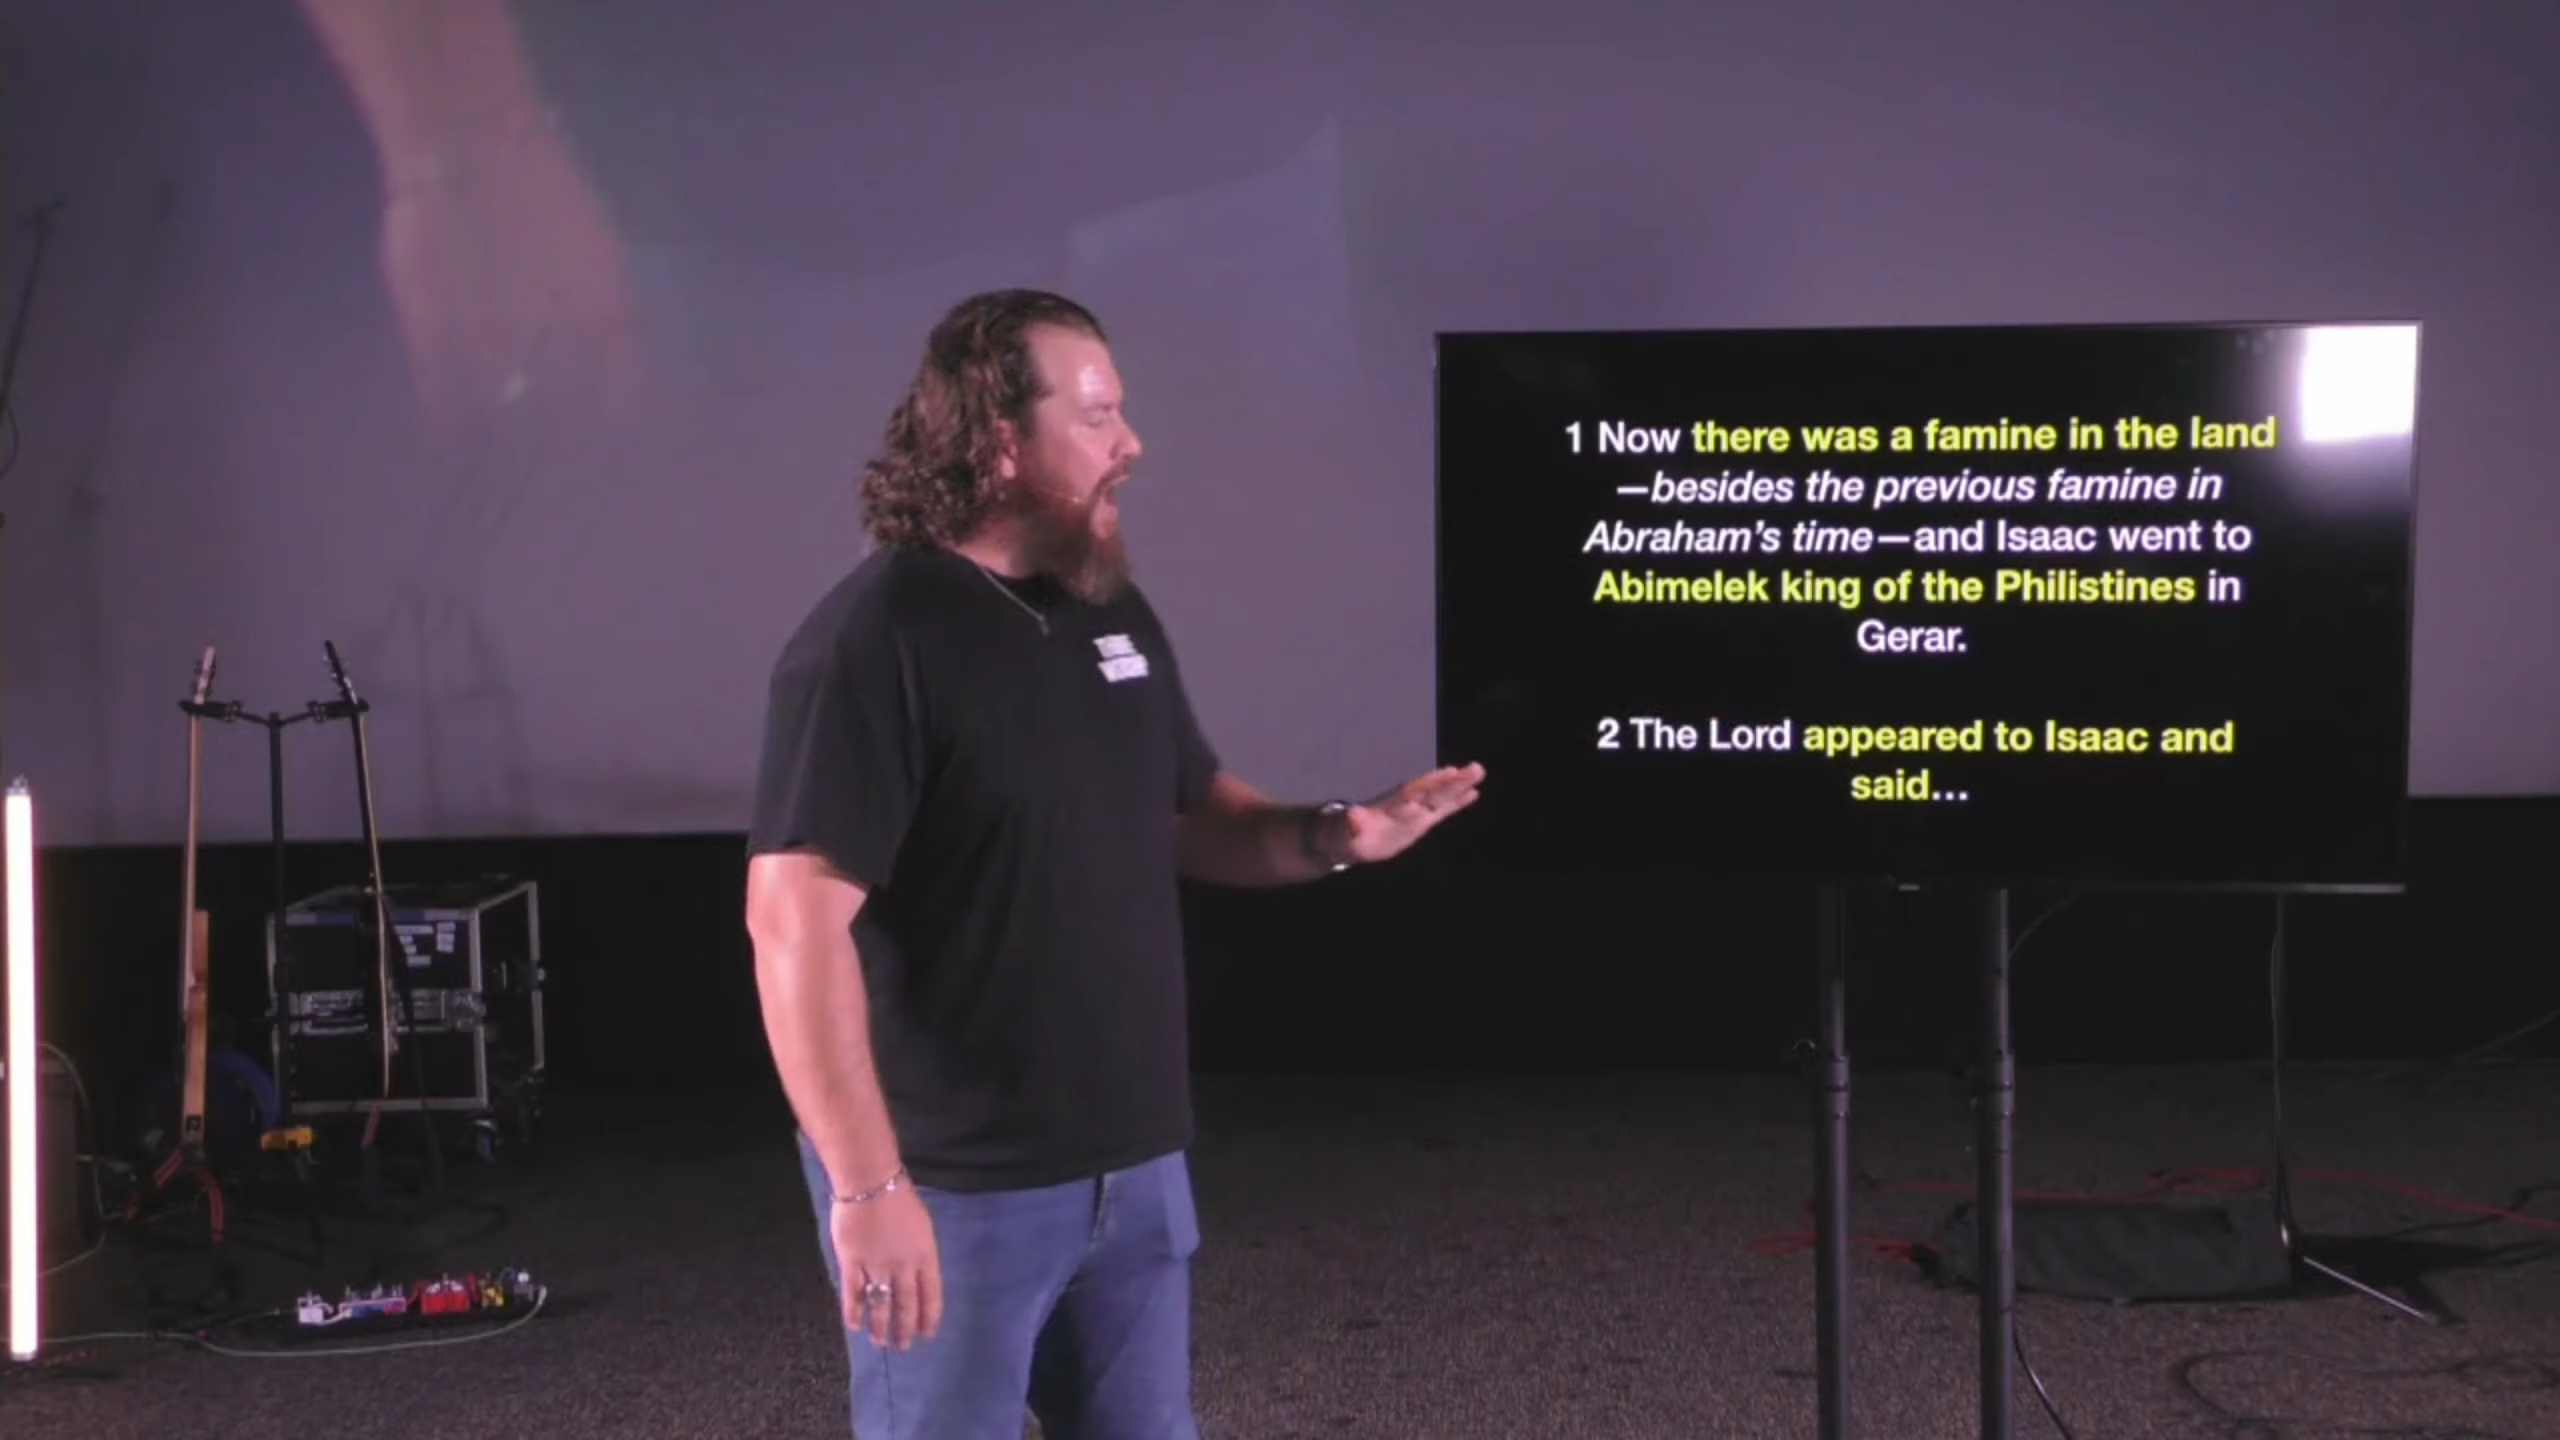 1 Now there was a famine in the land
—besides the previous famine in
Abraham’s time—and Isaac went to
Abimelek king of the Philistines in
Gerar.
2 The Lord appeared to Isaac and
said…